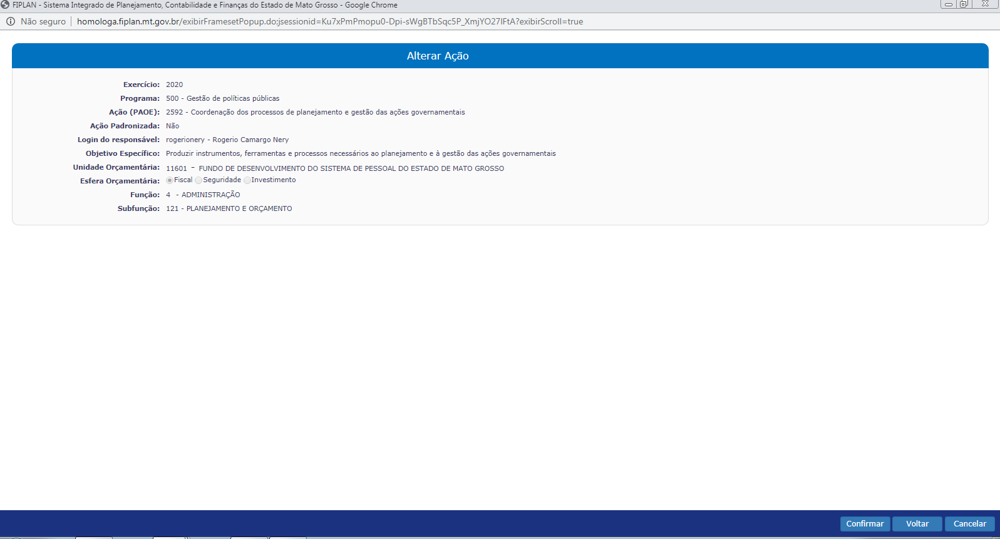 FIPLAN - Sistema Integrado de Planejamento, Contabilidade e Finanças do Estado de Mato Grosso - Google Chrome
Não seguro | homologa.fiplan.mt.gov.br/exibirFramesetPopup.do;jsessionid=Ku7xPmPmopu0-Dpi-sWgBTbSqc5P_XmjYO27IFtA?exibirScroll=true
Alterar Ação
Exercício: 2020
Programa: 500 - Gestão de políticas públicas
Ação (PAOE): 2592 - Coordenação dos processos de planejamento e gestão das ações governamentais
Ação Padronizada: Não
Login do responsável: rogerionery - Rogerio Camargo Nery
Objetivo Específico: Produzir instrumentos, ferramentas e processos necessários ao planejamento e à gestão das ações governamentais
Unidade Orçamentária: 11601 - FUNDO DE DESENVOLVIMENTO DO SISTEMA DE PESSOAL DO ESTADO DE MATO GROSSO
Esfera Orçamentária: Fiscal Seguridade Investimento
Função: 4 - ADMINISTRAÇÃO
Subfunção: 121 - PLANEJAMENTO E ORÇAMENTO
Confirmar Voltar Cancelar